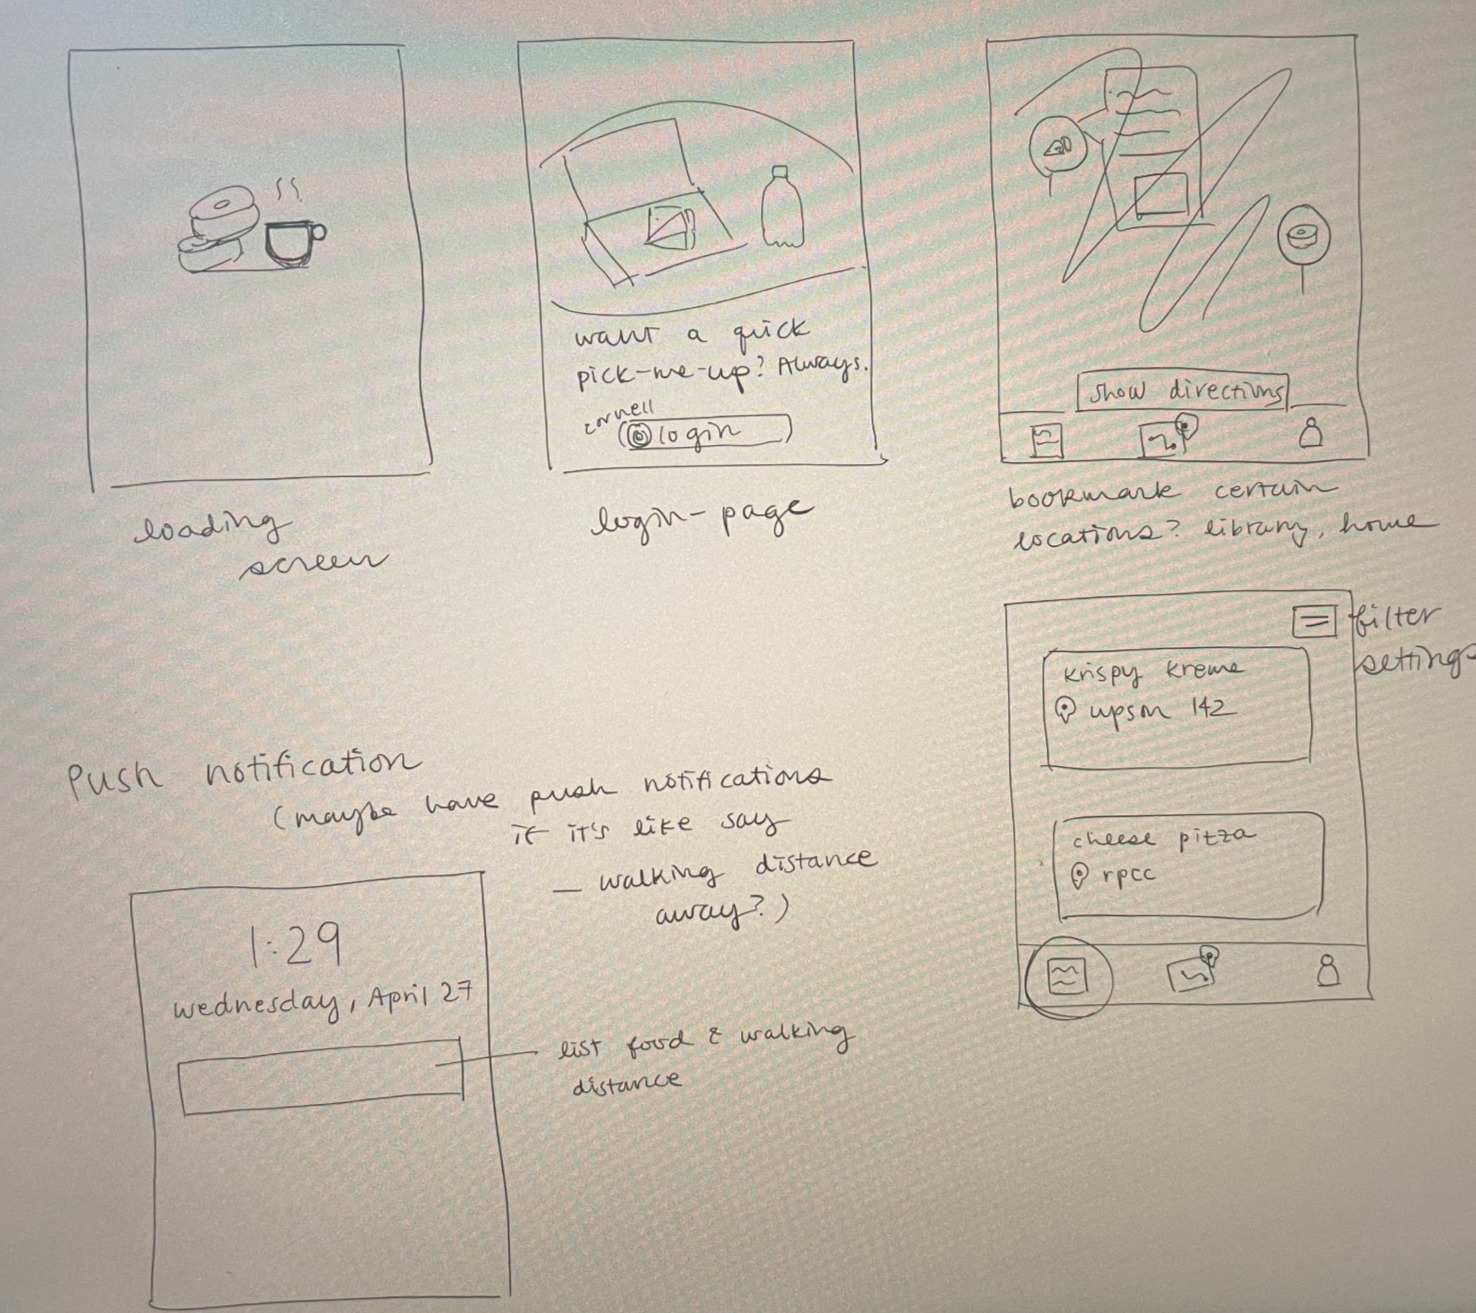 loading
screen
want a quick
pick-me-up? Always.
cornell
login
login-page
show directions
bookmark certain
locations? library, home
filter
settings
krispy kreme
upsn 142
cheese pizza
rpcc
Push notification
(maybe have push notifications
if it's like say
— walking distance
away?)
1:29
wednesday, April 27
list food & walking
distance